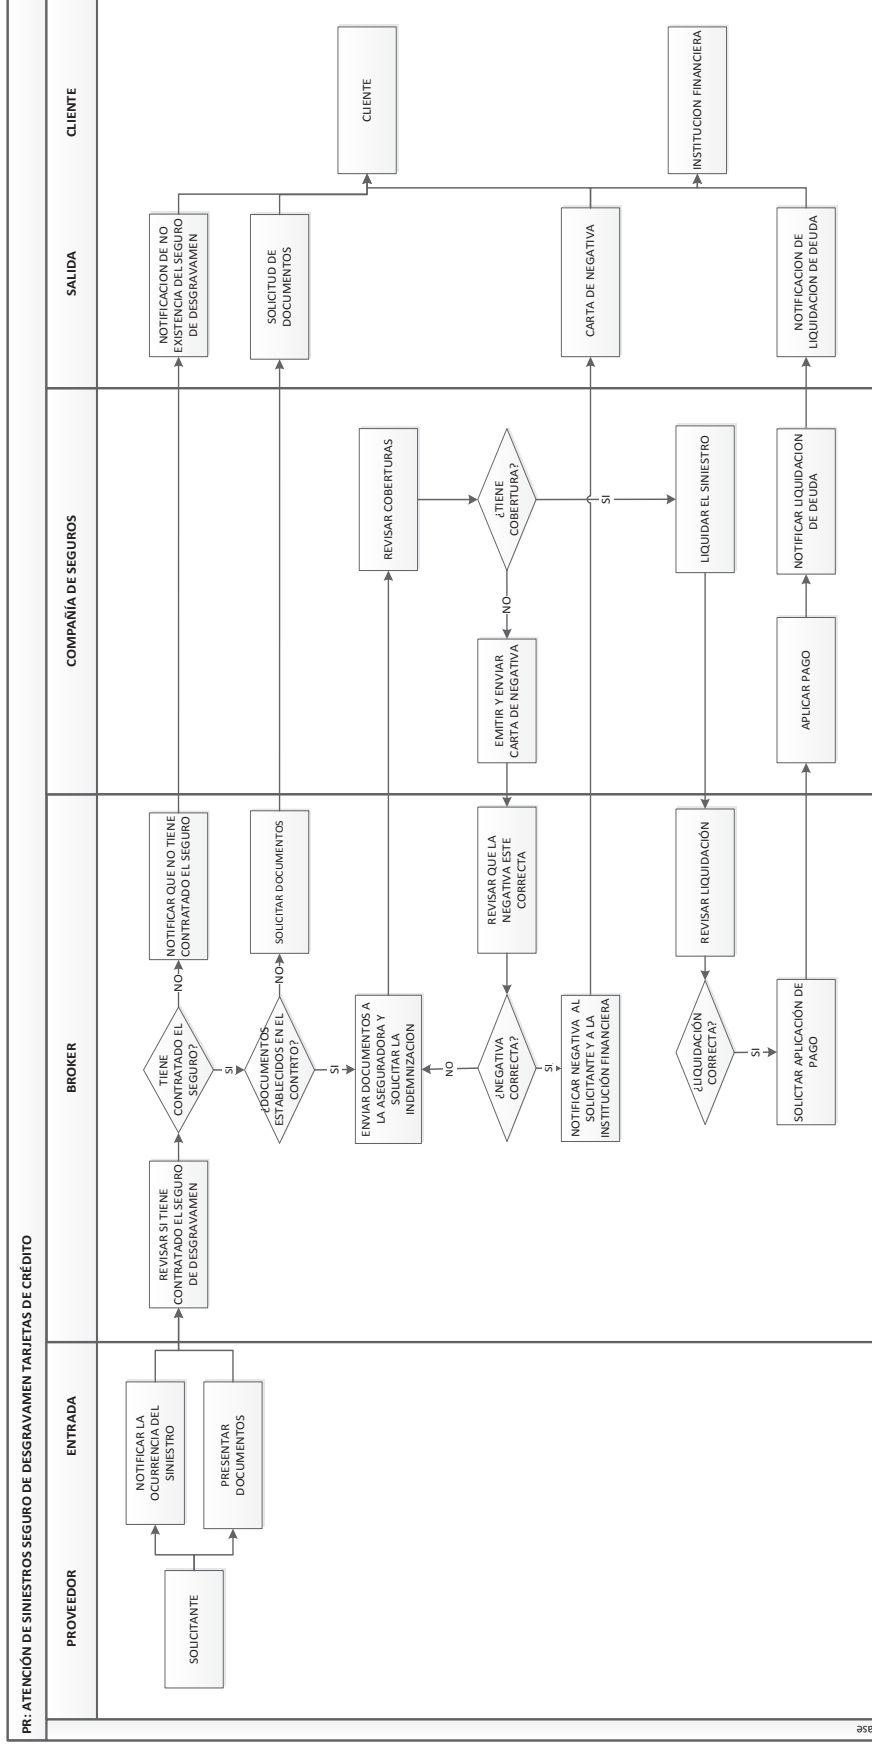 PR: ATENCIÓN DE SINIESTROS SEGURO DE DESGRAVAMEN TARJETAS DE CRÉDITO
PROVEEDOR
ENTRADA
BROKER
COMPAÑÍA DE SEGUROS
SALIDA
CLIENTE
SOLICITANTE
NOTIFICAR LA
OCURRENCIA DEL
SINIESTRO
PRESENTAR
DOCUMENTOS
REVISAR SI TIENE
CONTRATADO EL SEGURO
DE DESGRAVAMEN
TIENE
CONTRATADO EL
SEGURO?
NO
NOTIFICAR QUE NO TIENE
CONTRATADO EL SEGURO
NOTIFICACION DE NO
EXISTENCIA DEL SEGURO
DE DESGRAVAMEN
SI
¿DOCUMENTOS
ESTABLECIDOS EN EL
CONTRTO?
NO
SOLICITAR DOCUMENTOS
SOLICITUD DE
DOCUMENTOS
CLIENTE
SI
ENVIAR DOCUMENTOS A
LA ASEGURADORA Y
SOLICITAR LA
INDEMNIZACION
REVISAR COBERTURAS
NO
¿NEGATIVA
CORRECTA?
REVISAR QUE LA
NEGATIVA ESTE
CORRECTA
EMITIR Y ENVIAR
CARTA DE NEGATIVA
NO
¿TIENE
COBERTURA?
SI
SI
NOTIFICAR NEGATIVA AL
SOLICITANTE Y A LA
INSTITUCIÓN FINANCIERA
CARTA DE NEGATIVA
¿LIQUIDACIÓN
CORRECTA?
REVISAR LIQUIDACIÓN
LIQUIDAR EL SINIESTRO
INSTITUCION FINANCIERA
SI
SOLICTAR APLICACIÓN DE
PAGO
APLICAR PAGO
NOTIFICAR LIQUIDACION
DE DEUDA
NOTIFICACION DE
LIQUIDACION DE DEUDA